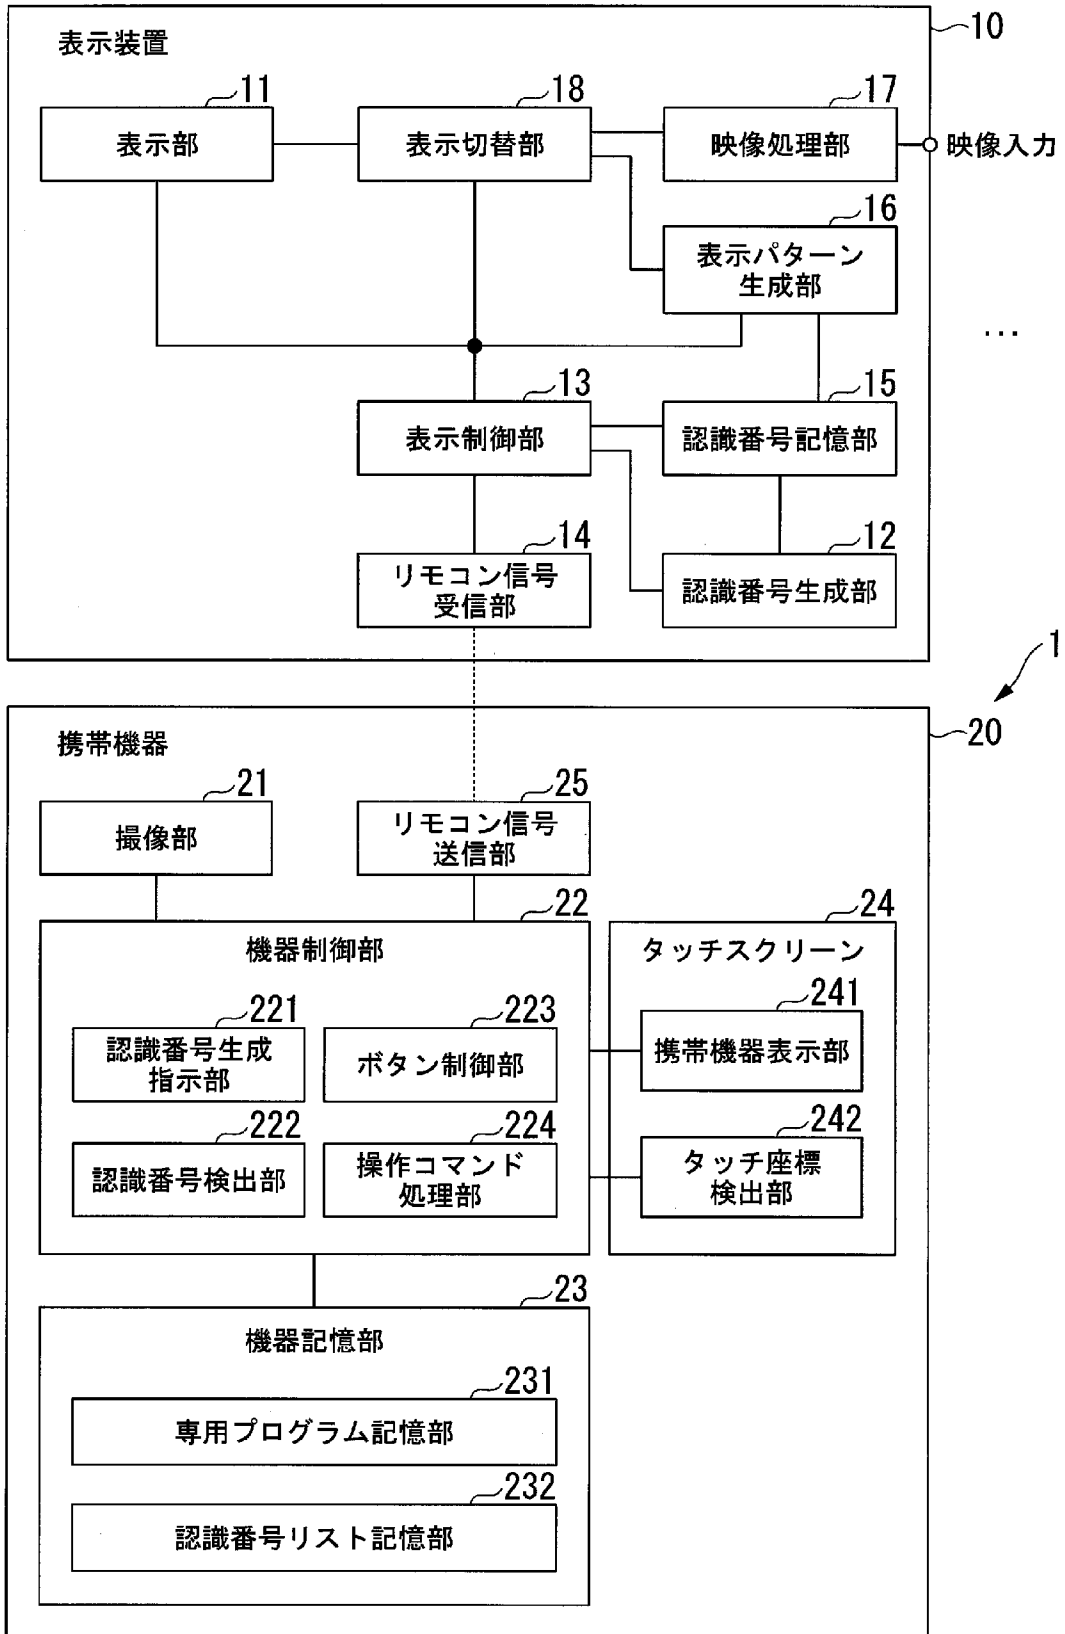 10
表示装置
11
18
17
表示部
表示切替部
映像処理部
映像入力
16
表示パターン
生成部
...
13
15
表示制御部
認識番号記憶部
14
12
リモコン信号
受信部
認識番号生成部
1
20
携帯機器
21
25
撮像部
リモコン信号
送信部
22
24
機器制御部
タッチスクリーン
221
223
241
認識番号生成
指示部
ボタン制御部
携帯機器表示部
222
224
242
認識番号検出部
操作コマンド
処理部
タッチ座標
検出部
23
機器記憶部
231
専用プログラム記憶部
232
認識番号リスト記憶部